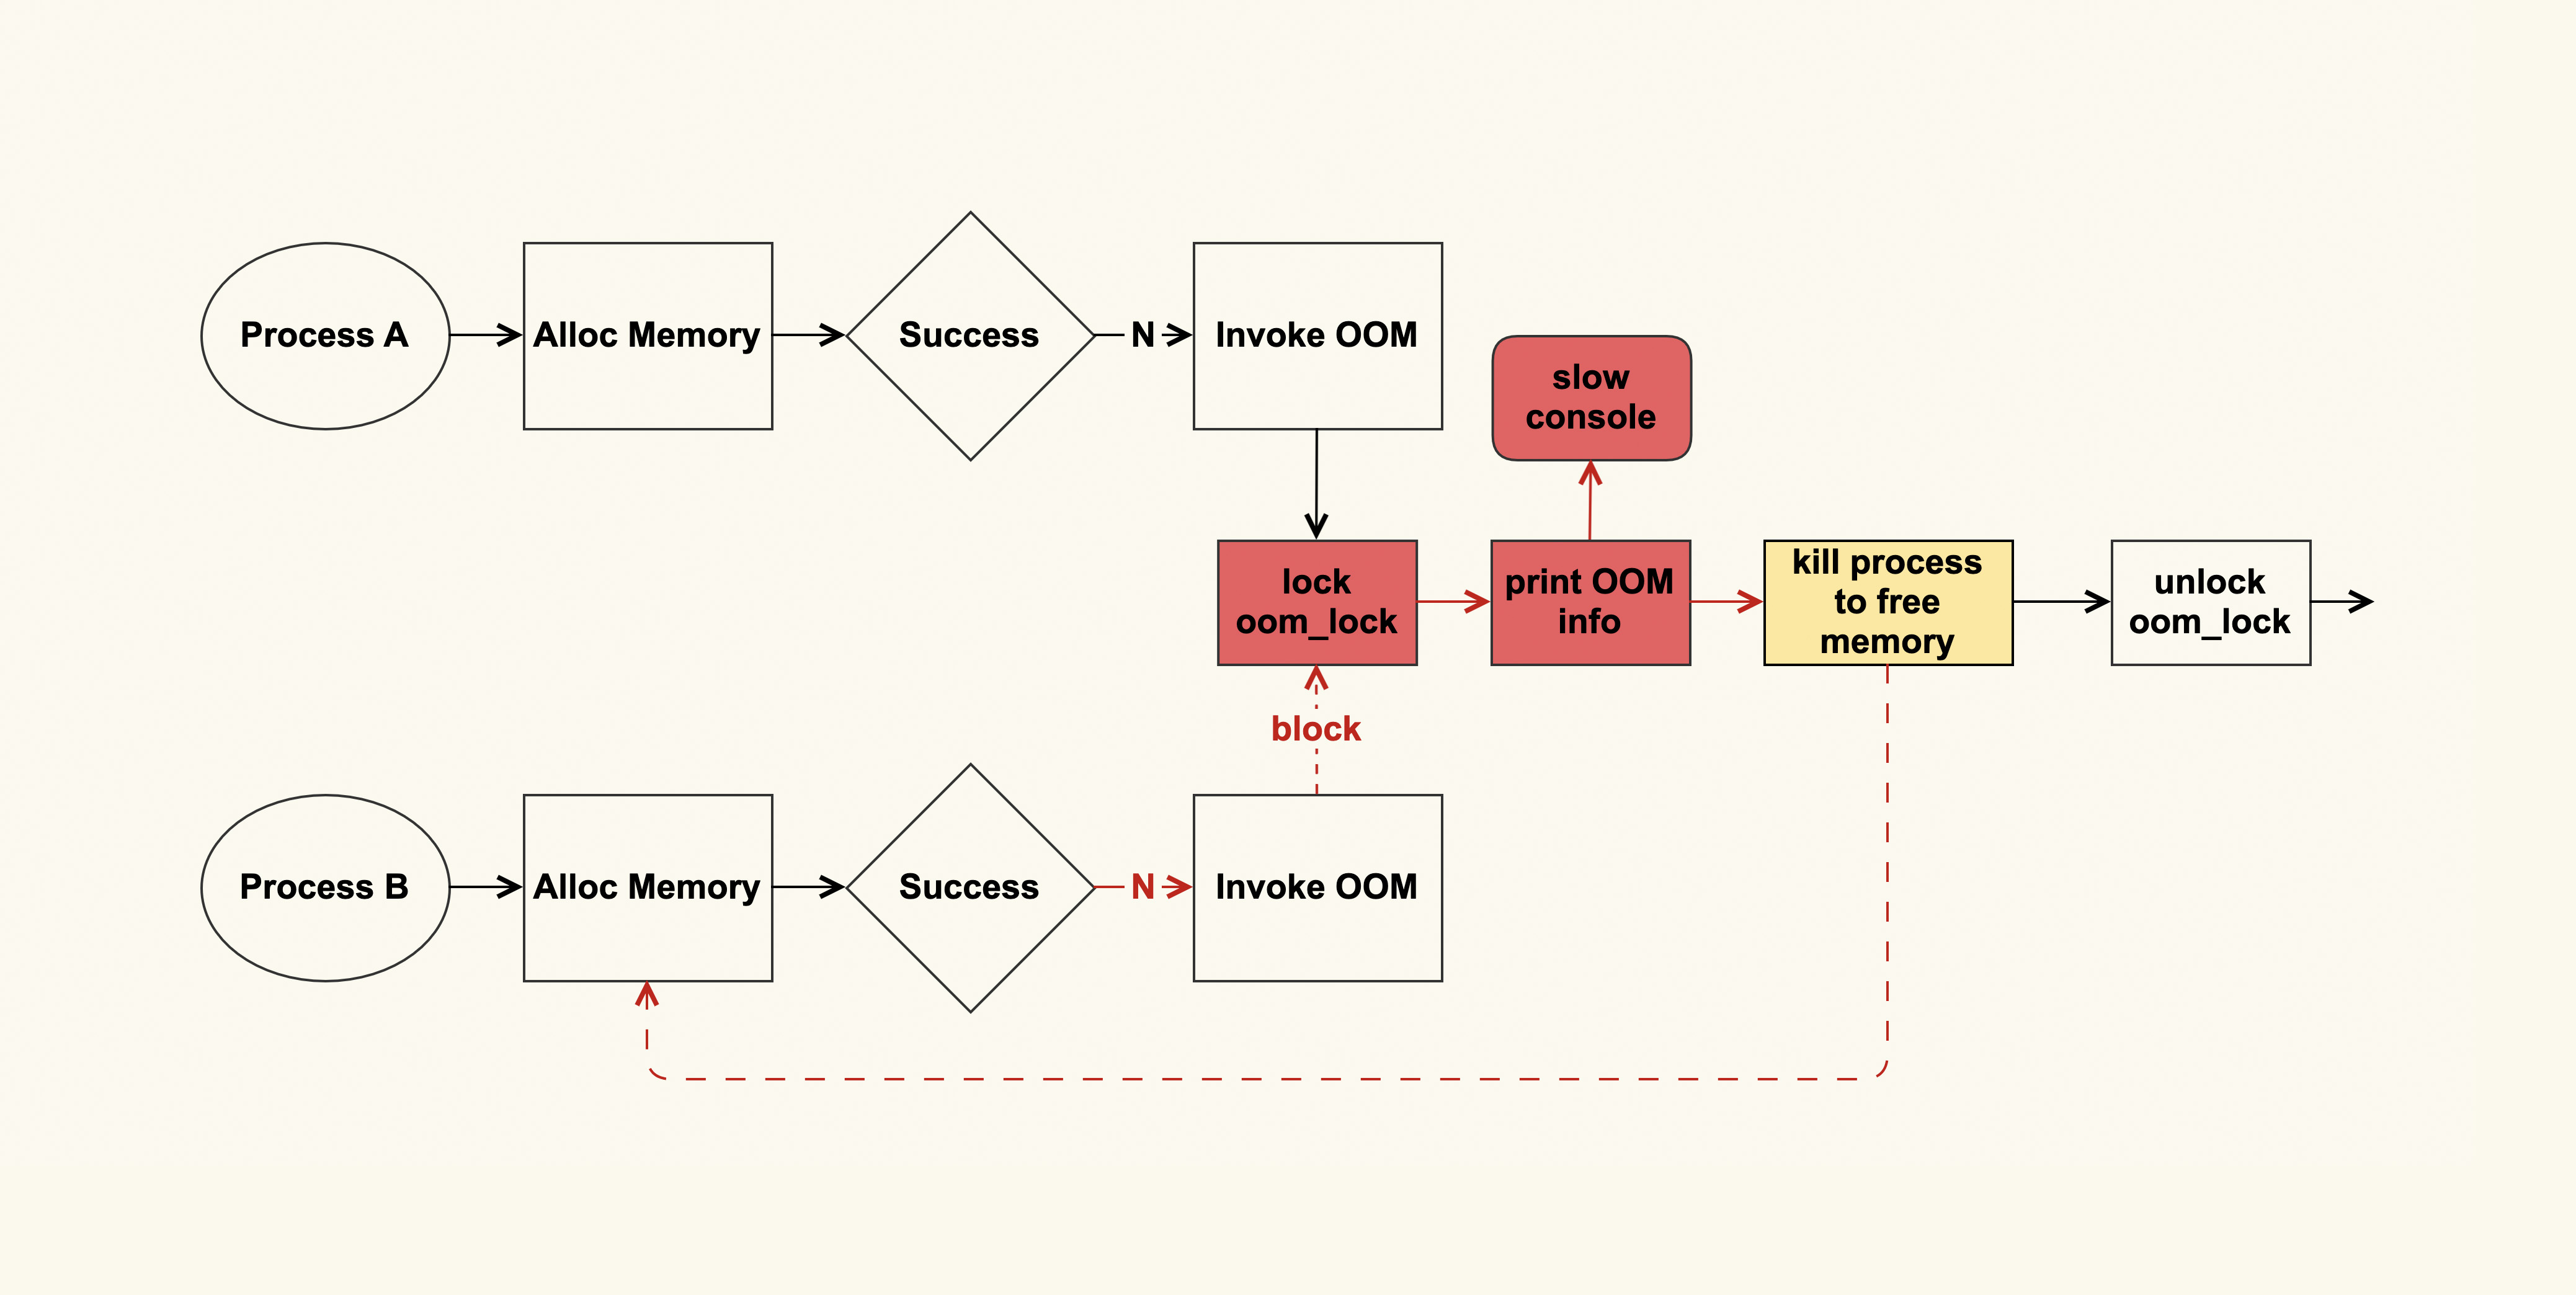 Process A
Alloc Memory
Success
N
Invoke OOM
slow
console
lock
oom_lock
print OOM
info
kill process
to free
memory
unlock
oom_lock
block
Process B
Alloc Memory
Success
N
Invoke OOM